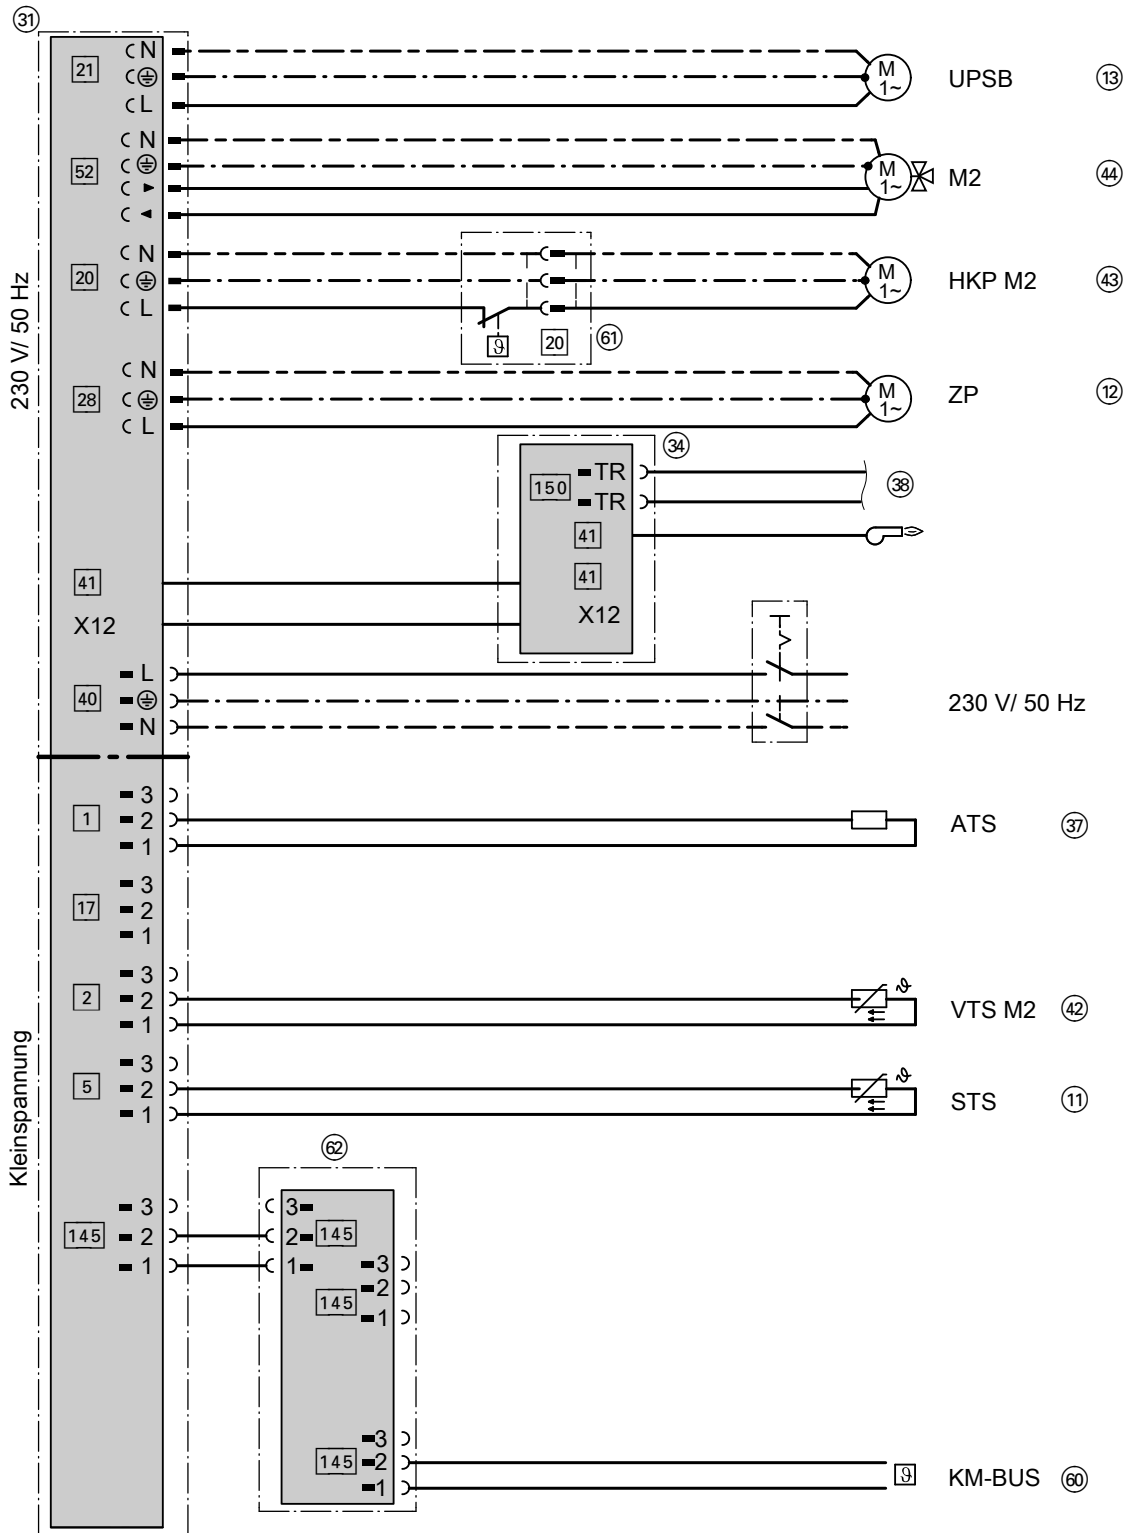 31
230 V/ 50 Hz
21
N
L
M
1~
UPSB
13
52
N
M
1~
M2
44
20
N
L
ϑ
20
61
M
1~
HKP M2
43
28
N
L
M
1~
ZP
12
34
150
TR
TR
38
41
41
X12
41
X12
40
L
N
230 V/ 50 Hz
Kleinspannung
1
3
2
1
ATS
37
17
3
2
1
2
3
2
1
ϑ
VTS M2
42
5
3
2
1
ϑ
STS
11
62
145
3
2
1
3
2
1
145
145
3
2
1
145
3
2
1
ϑ
KM-BUS
60